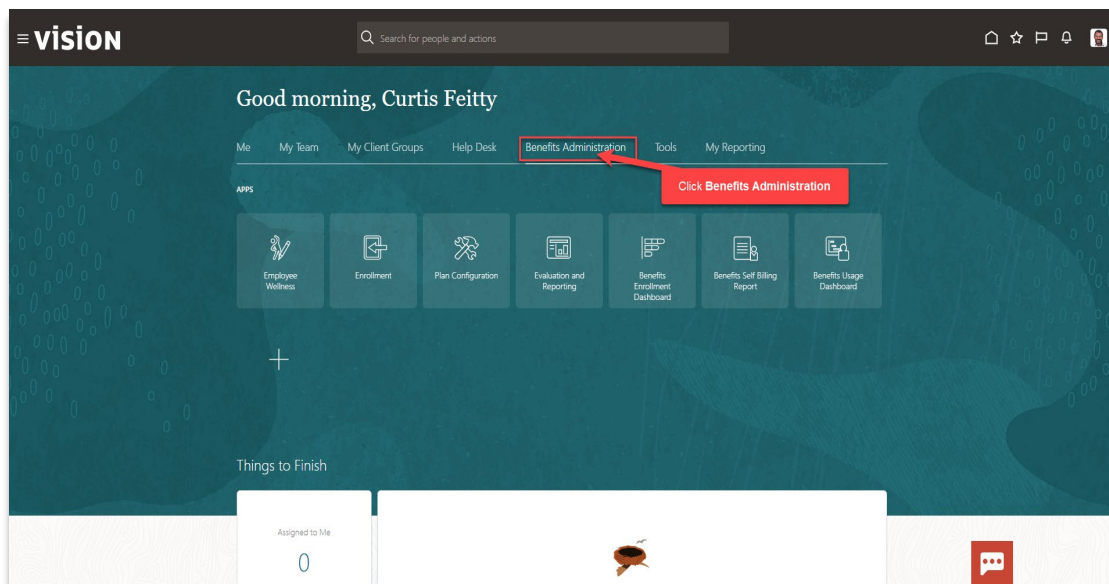 vision
Search for people and actions
Good morning, Curtis Feitty
Me My Team My Client Groups Help Desk Benefits Administration Tools My Reporting
Click Benefits Administration
APPS
Employee
Wellness
Enrollment
Plan Configuration
Evaluation and
Reporting
Benefits
Enrollment
Dashboard
Benefits Self Billing
Report
Benefits Usage
Dashboard
Things to Finish
Assigned to Me
0